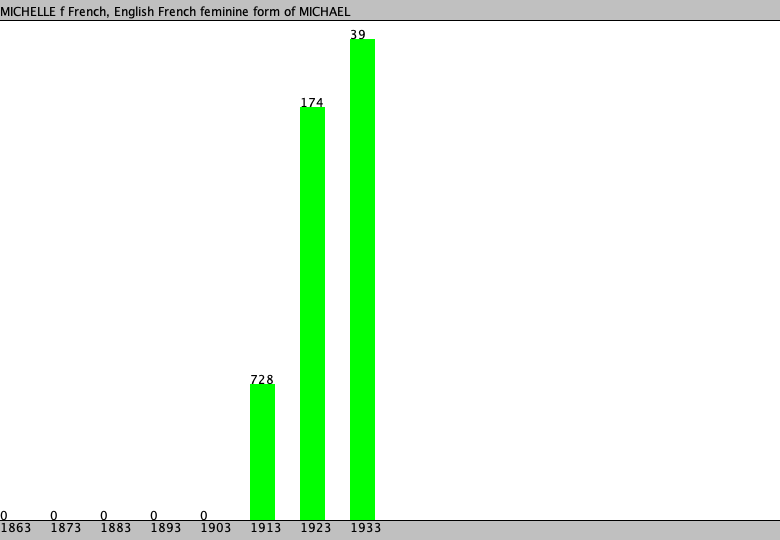 MICHELLE f French, English French feminine form of MICHAEL
39
174
728
0 0 0 0 0
1863 1873 1883 1893 1903 1913 1923 1933